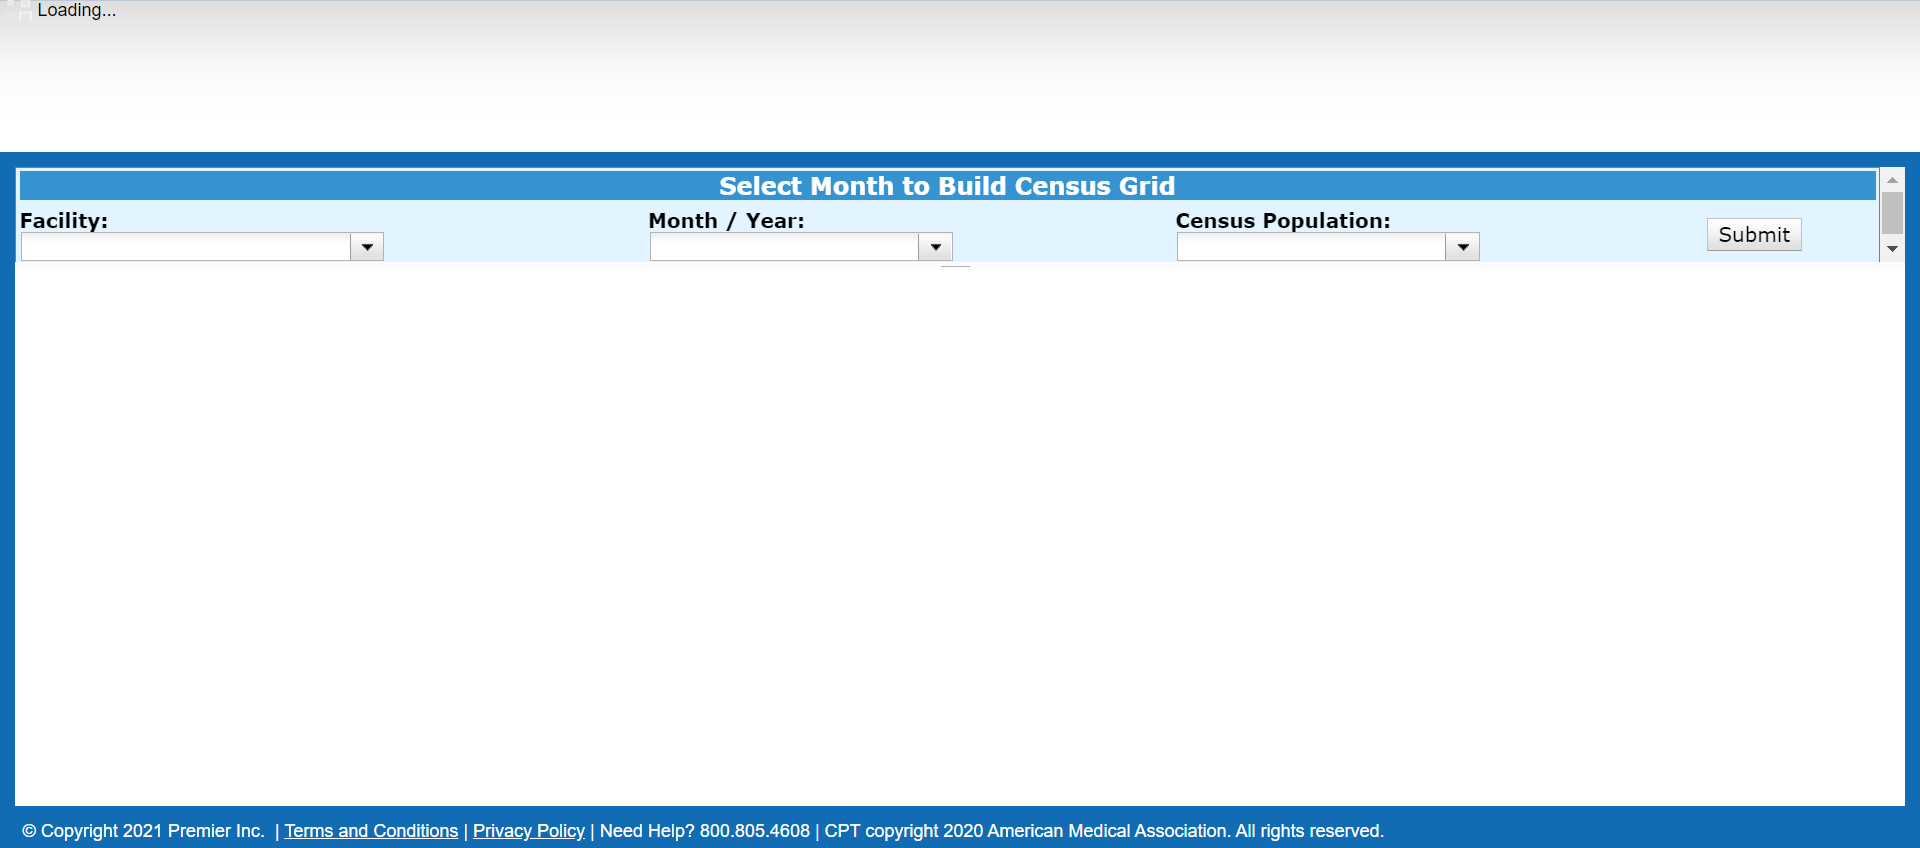 Loading...
Select Month to Build Census Grid
Facility: Month / Year: Census Population:
Submit
© Copyright 2021 Premier Inc. | Terms and Conditions | Privacy Policy | Need Help? 800.805.4608 | CPT copyright 2020 American Medical Association. All rights reserved.